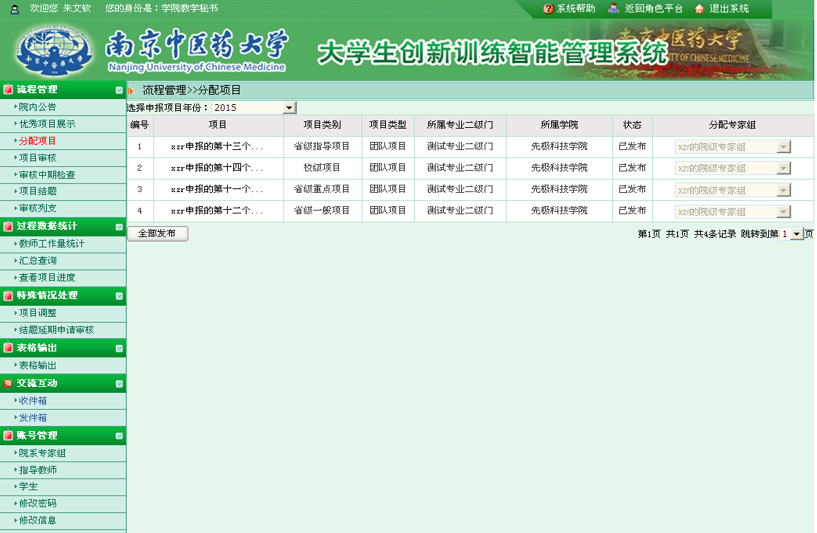 欢迎您 朱文钦 您的身份是：学院教学秘书
系统帮助 返回角色平台 退出系统
南京中医药大学
Nanjing University of Chinese Medicine
大学生创新训练智能管理系统
流程管理
院内公告
优秀项目展示
分配项目
项目审核
审核中期检查
项目结题
审核列支
过程数据统计
教师工作量统计
汇总查询
查看项目进度
特殊情况处理
项目调整
结题延期申请审核
表格输出
表格输出
交流互动
收件箱
发件箱
账号管理
院系专家组
指导教师
学生
修改密码
修改信息
流程管理>>分配项目
选择申报项目年份： 2015
编号 项目 项目类别 项目类型 所属专业二级门 所属学院 状态 分配专家组
1 xzr申报的第十三个... 省级指导项目 团队项目 测试专业二级门 先极科技学院 已发布 xzr的院级专家组
2 xzr申报的第十四个... 校级项目 团队项目 测试专业二级门 先极科技学院 已发布 xzr的院级专家组
3 xzr申报的第十一个... 省级重点项目 团队项目 测试专业二级门 先极科技学院 已发布 xzr的院级专家组
4 xzr申报的第十二个... 省级一般项目 团队项目 测试专业二级门 先极科技学院 已发布 xzr的院级专家组
全部发布
第1页 共1页 共4条记录 跳转到第 1 页